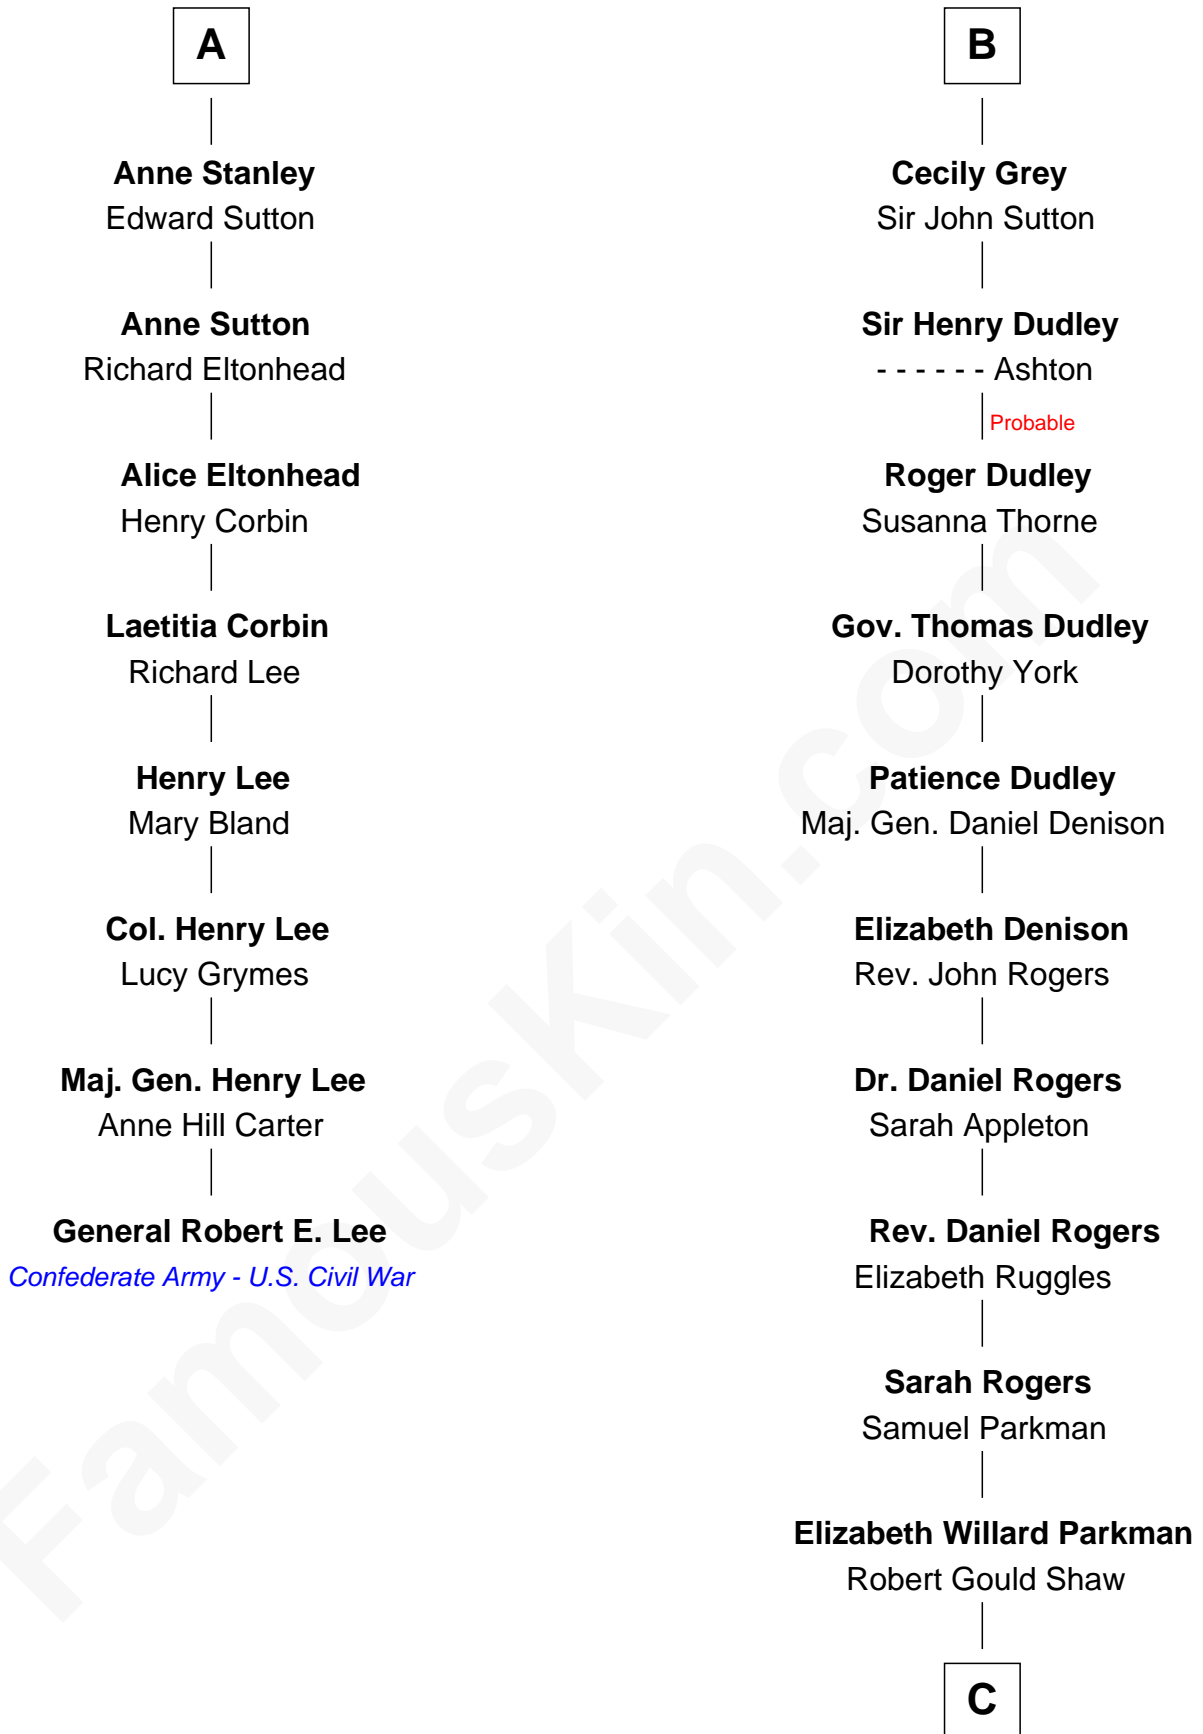 A
Anne Stanley
Edward Sutton
Anne Sutton
Richard Eltonhead
Alice Eltonhead
Henry Corbin
Laetitia Corbin
Richard Lee
Henry Lee
Mary Bland
Col. Henry Lee
Lucy Grymes
Maj. Gen. Henry Lee
Anne Hill Carter
General Robert E. Lee
Confederate Army - U.S. Civil War
B
Cecily Grey
Sir John Sutton
Sir Henry Dudley
- - - - - - Ashton
Probable
Roger Dudley
Susanna Thorne
Gov. Thomas Dudley
Dorothy York
Patience Dudley
Maj. Gen. Daniel Denison
Elizabeth Denison
Rev. John Rogers
Dr. Daniel Rogers
Sarah Appleton
Rev. Daniel Rogers
Elizabeth Ruggles
Sarah Rogers
Samuel Parkman
Elizabeth Willard Parkman
Robert Gould Shaw
C
FamousKin.com